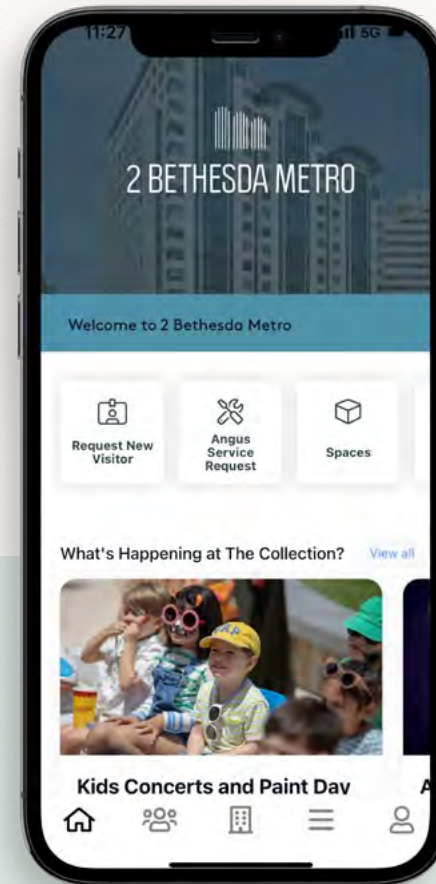 11:27
5G
2 BETHESDA METRO
Welcome to 2 Bethesda Metro
Request New
Visitor
Angus
Service
Request
Spaces
What's Happening at The Collection?
View all
Kids Concerts and Paint Day
A